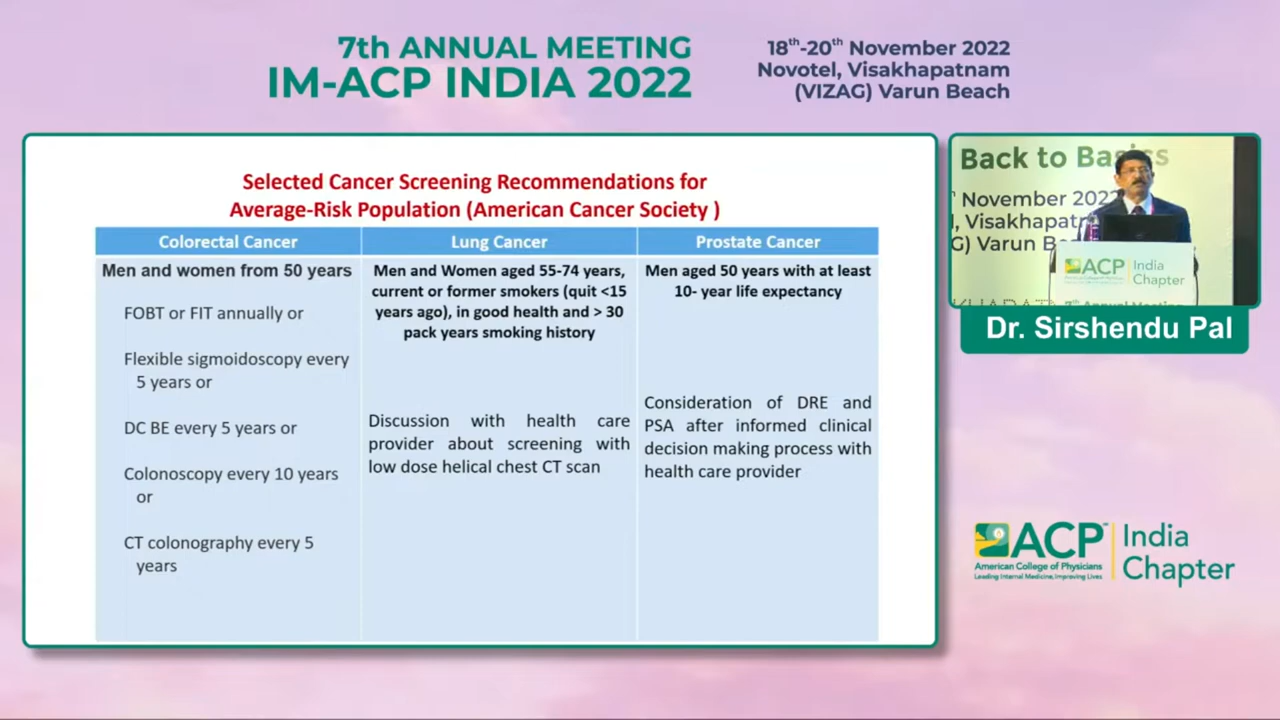 7th ANNUAL MEETING
IM-ACP INDIA 2022
18th-20th November 2022
Novotel, Visakhapatnam
(VIZAG) Varun Beach
Selected Cancer Screening Recommendations for
Average-Risk Population (American Cancer Society )
Colorectal Cancer
Men and women from 50 years
FOBT or FIT annually or
Flexible sigmoidoscopy every
5 years or
DC BE every 5 years or
Colonoscopy every 10 years
or
CT colonography every 5
years
Lung Cancer
Men and Women aged 55-74 years,
current or former smokers (quit <15
years ago), in good health and > 30
pack years smoking history
Discussion with health care
provider about screening with
low dose helical chest CT scan
Prostate Cancer
Men aged 50 years with at least
10- year life expectancy
Consideration of DRE and
PSA after informed clinical
decision making process with
health care provider
Back to Basics
November 2022
, Visakhapat
G) Varun B
ACP India
Chapter
7th Annual Meeting
Dr. Sirshendu Pal
ACP
American College of Physicians
Leading Internal Medicine, Improving Lives
India
Chapter